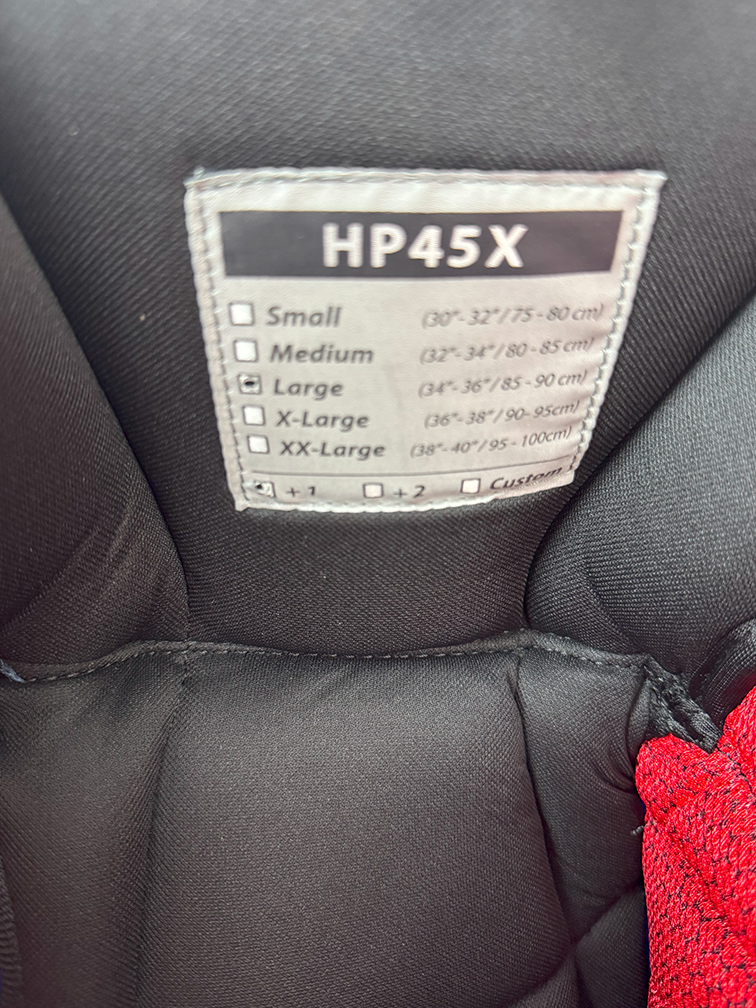 HP45X
Small (30"-32"/75-80 cm)
Medium (32"-34"/80-85 cm)
Large (34"-36"/85-90 cm)
X-Large (36"-38"/90-95cm)
XX-Large (38"-40"/95-100cm)
+1 +2 Custom